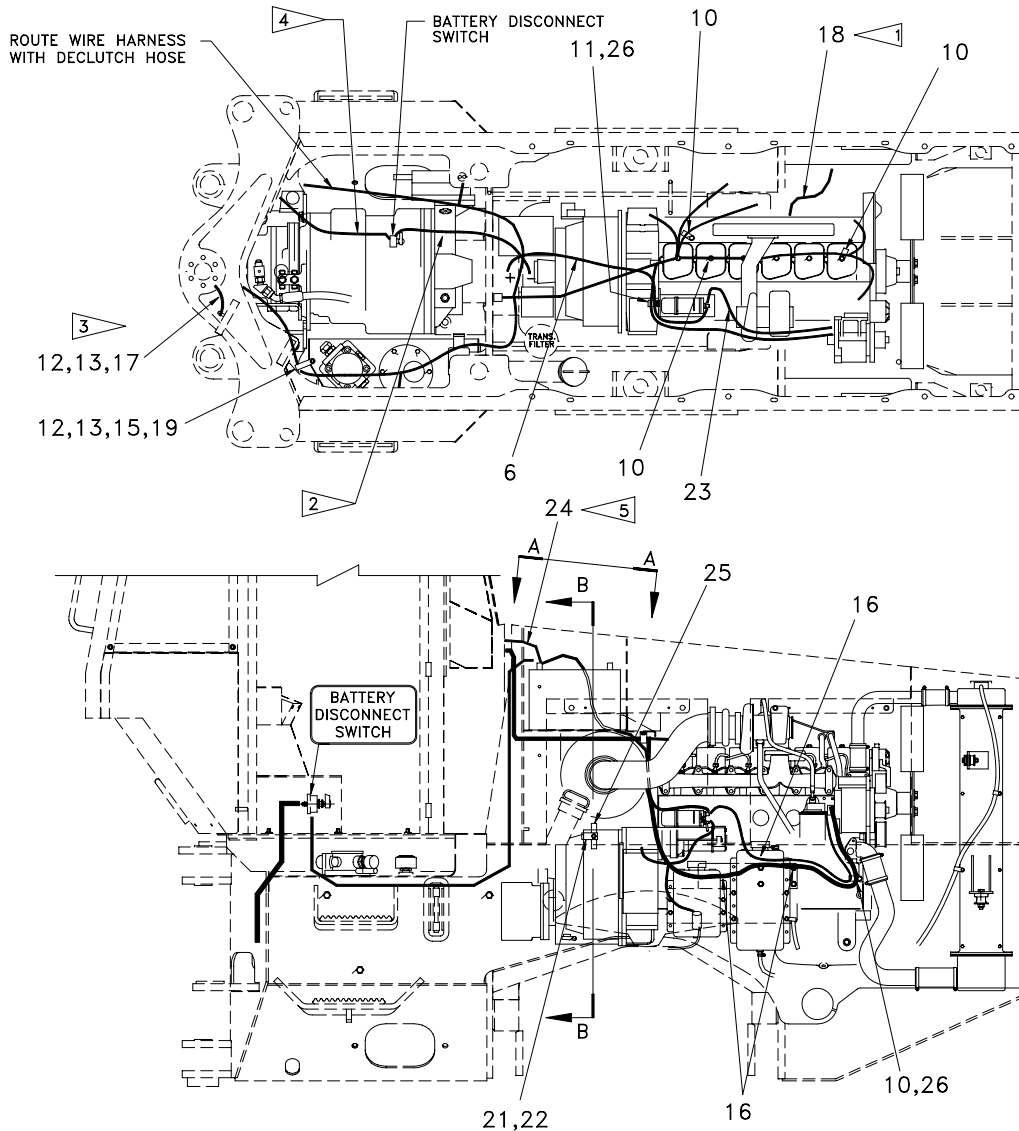 4
BATTERY DISCONNECT
SWITCH
10
18
1
10
ROUTE WIRE HARNESS
WITH DECLUTCH HOSE
11,26
3
12,13,17
TRANS.
FILTER
12,13,15,19
6
10
23
2
24
5
A
A
B
25
16
BATTERY
DISCONNECT
SWITCH
B
21,22
16
10,26